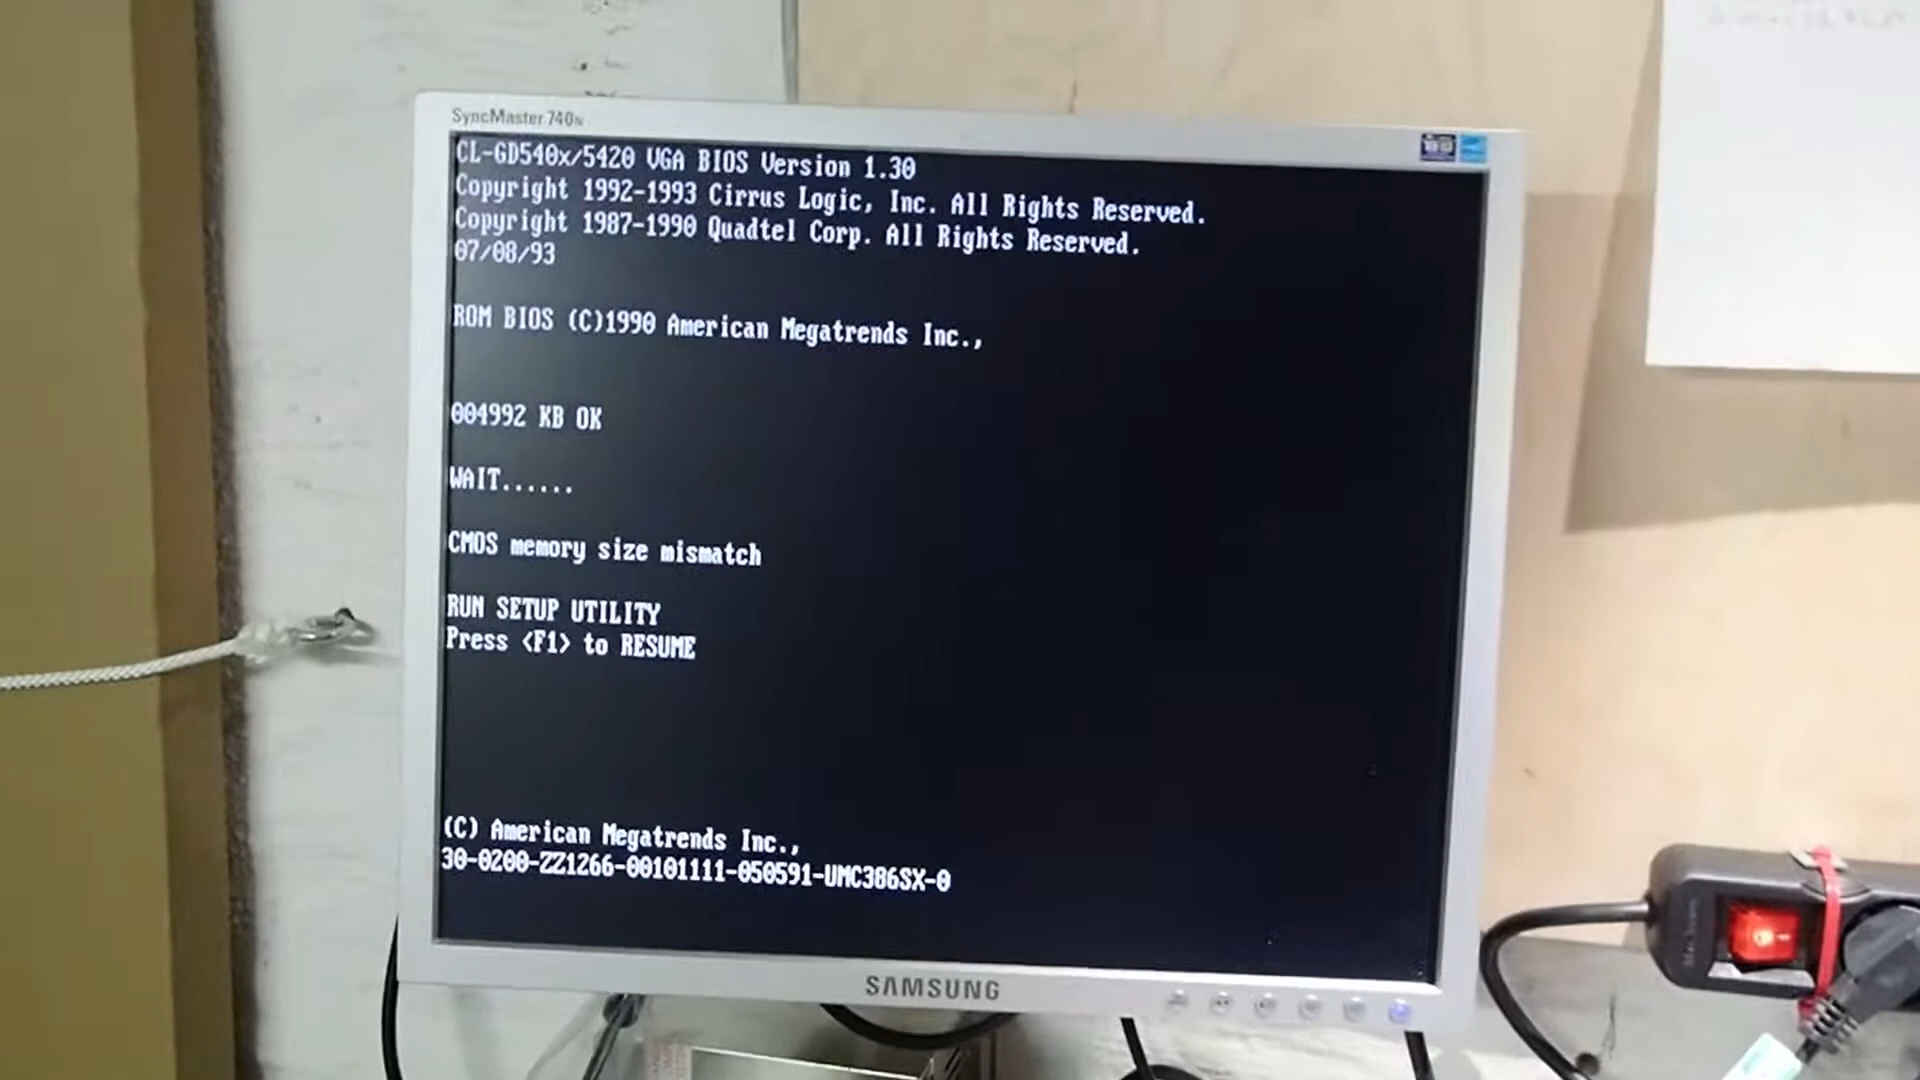 SyncMaster 740N
CL-GD540x/5420 VGA BIOS Version 1.30
Copyright 1992-1993 Cirrus Logic, Inc. All Rights Reserved.
Copyright 1987-1990 Quadtel Corp. All Rights Reserved.
07/08/93
ROM BIOS (C)1990 American Megatrends Inc.,
004992 KB OK
WAIT......
CMOS memory size mismatch
RUN SETUP UTILITY
Press <F1> to RESUME
(C) American Megatrends Inc.,
30-0200-ZZ1266-00101111-050591-UMC386SX-0
SAMSUNG